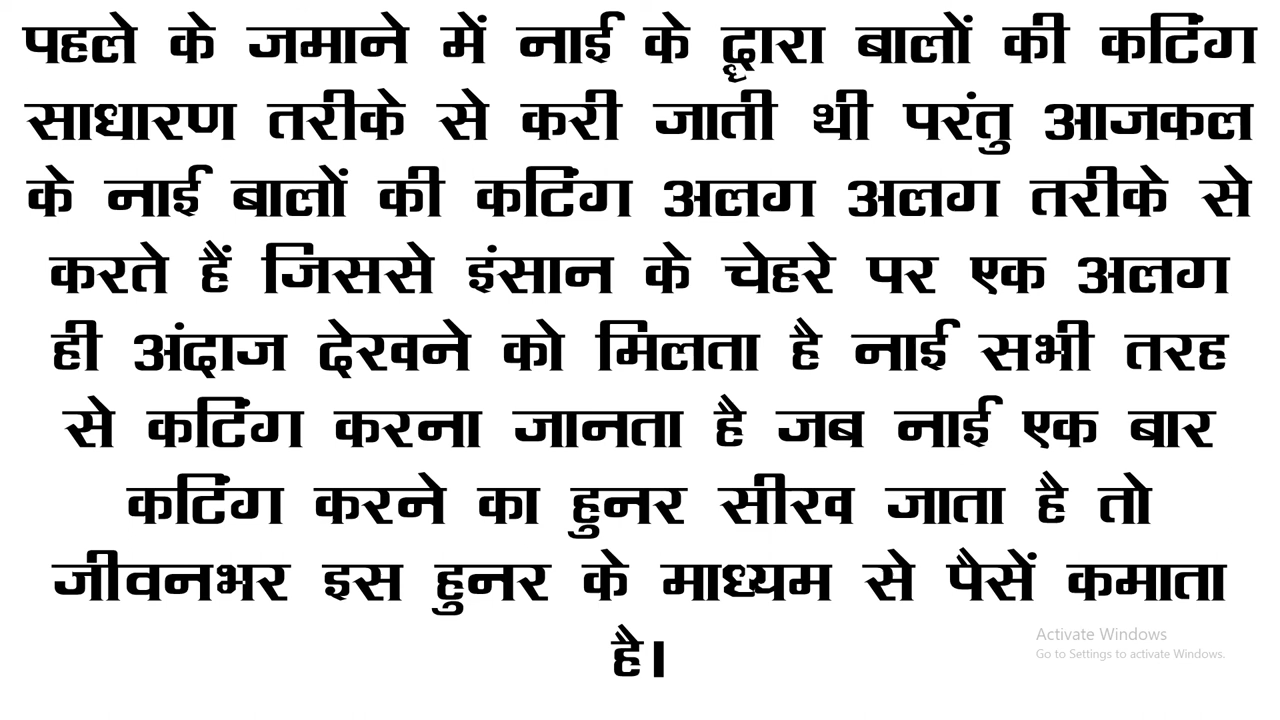 पहले के जमाने में नाई के द्वारा बालों की कटिंग
साधारण तरीके से करी जाती थी परंतु आजकल
के नाई बालों की कटिंग अलग अलग तरीके से
करते हैं जिससे इंसान के चेहरे पर एक अलग
ही अंदाज देखने को मिलता है नाई सभी तरह
से कटिंग करना जानता है जब नाई एक बार
कटिंग करने का हुनर सीख जाता है तो
जीवनभर इस हुनर के माध्यम से पैसें कमाता
है।
Activate Windows
Go to Settings to activate Windows.